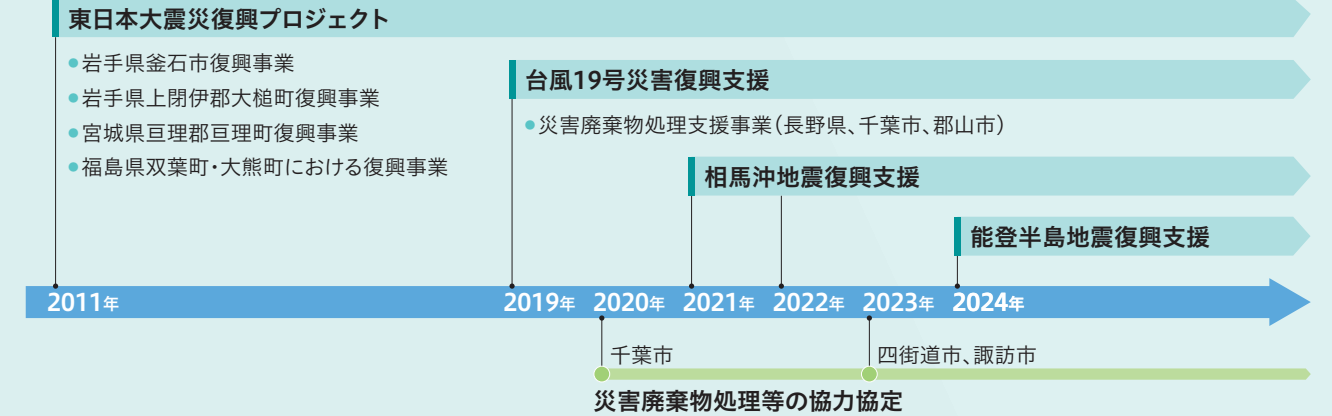 東日本大震災復興プロジェクト
●岩手県釜石市復興事業
●岩手県上閉伊郡大槌町復興事業
●宮城県亘理郡亘理町復興事業
●福島県双葉町・大熊町における復興事業
台風19号災害復興支援
●災害廃棄物処理支援事業(長野県、千葉市、郡山市)
相馬沖地震復興支援
能登半島地震復興支援
2011年 2019年 2020年 2021年 2022年 2023年 2024年
千葉市
四街道市、諏訪市
災害廃棄物処理等の協力協定